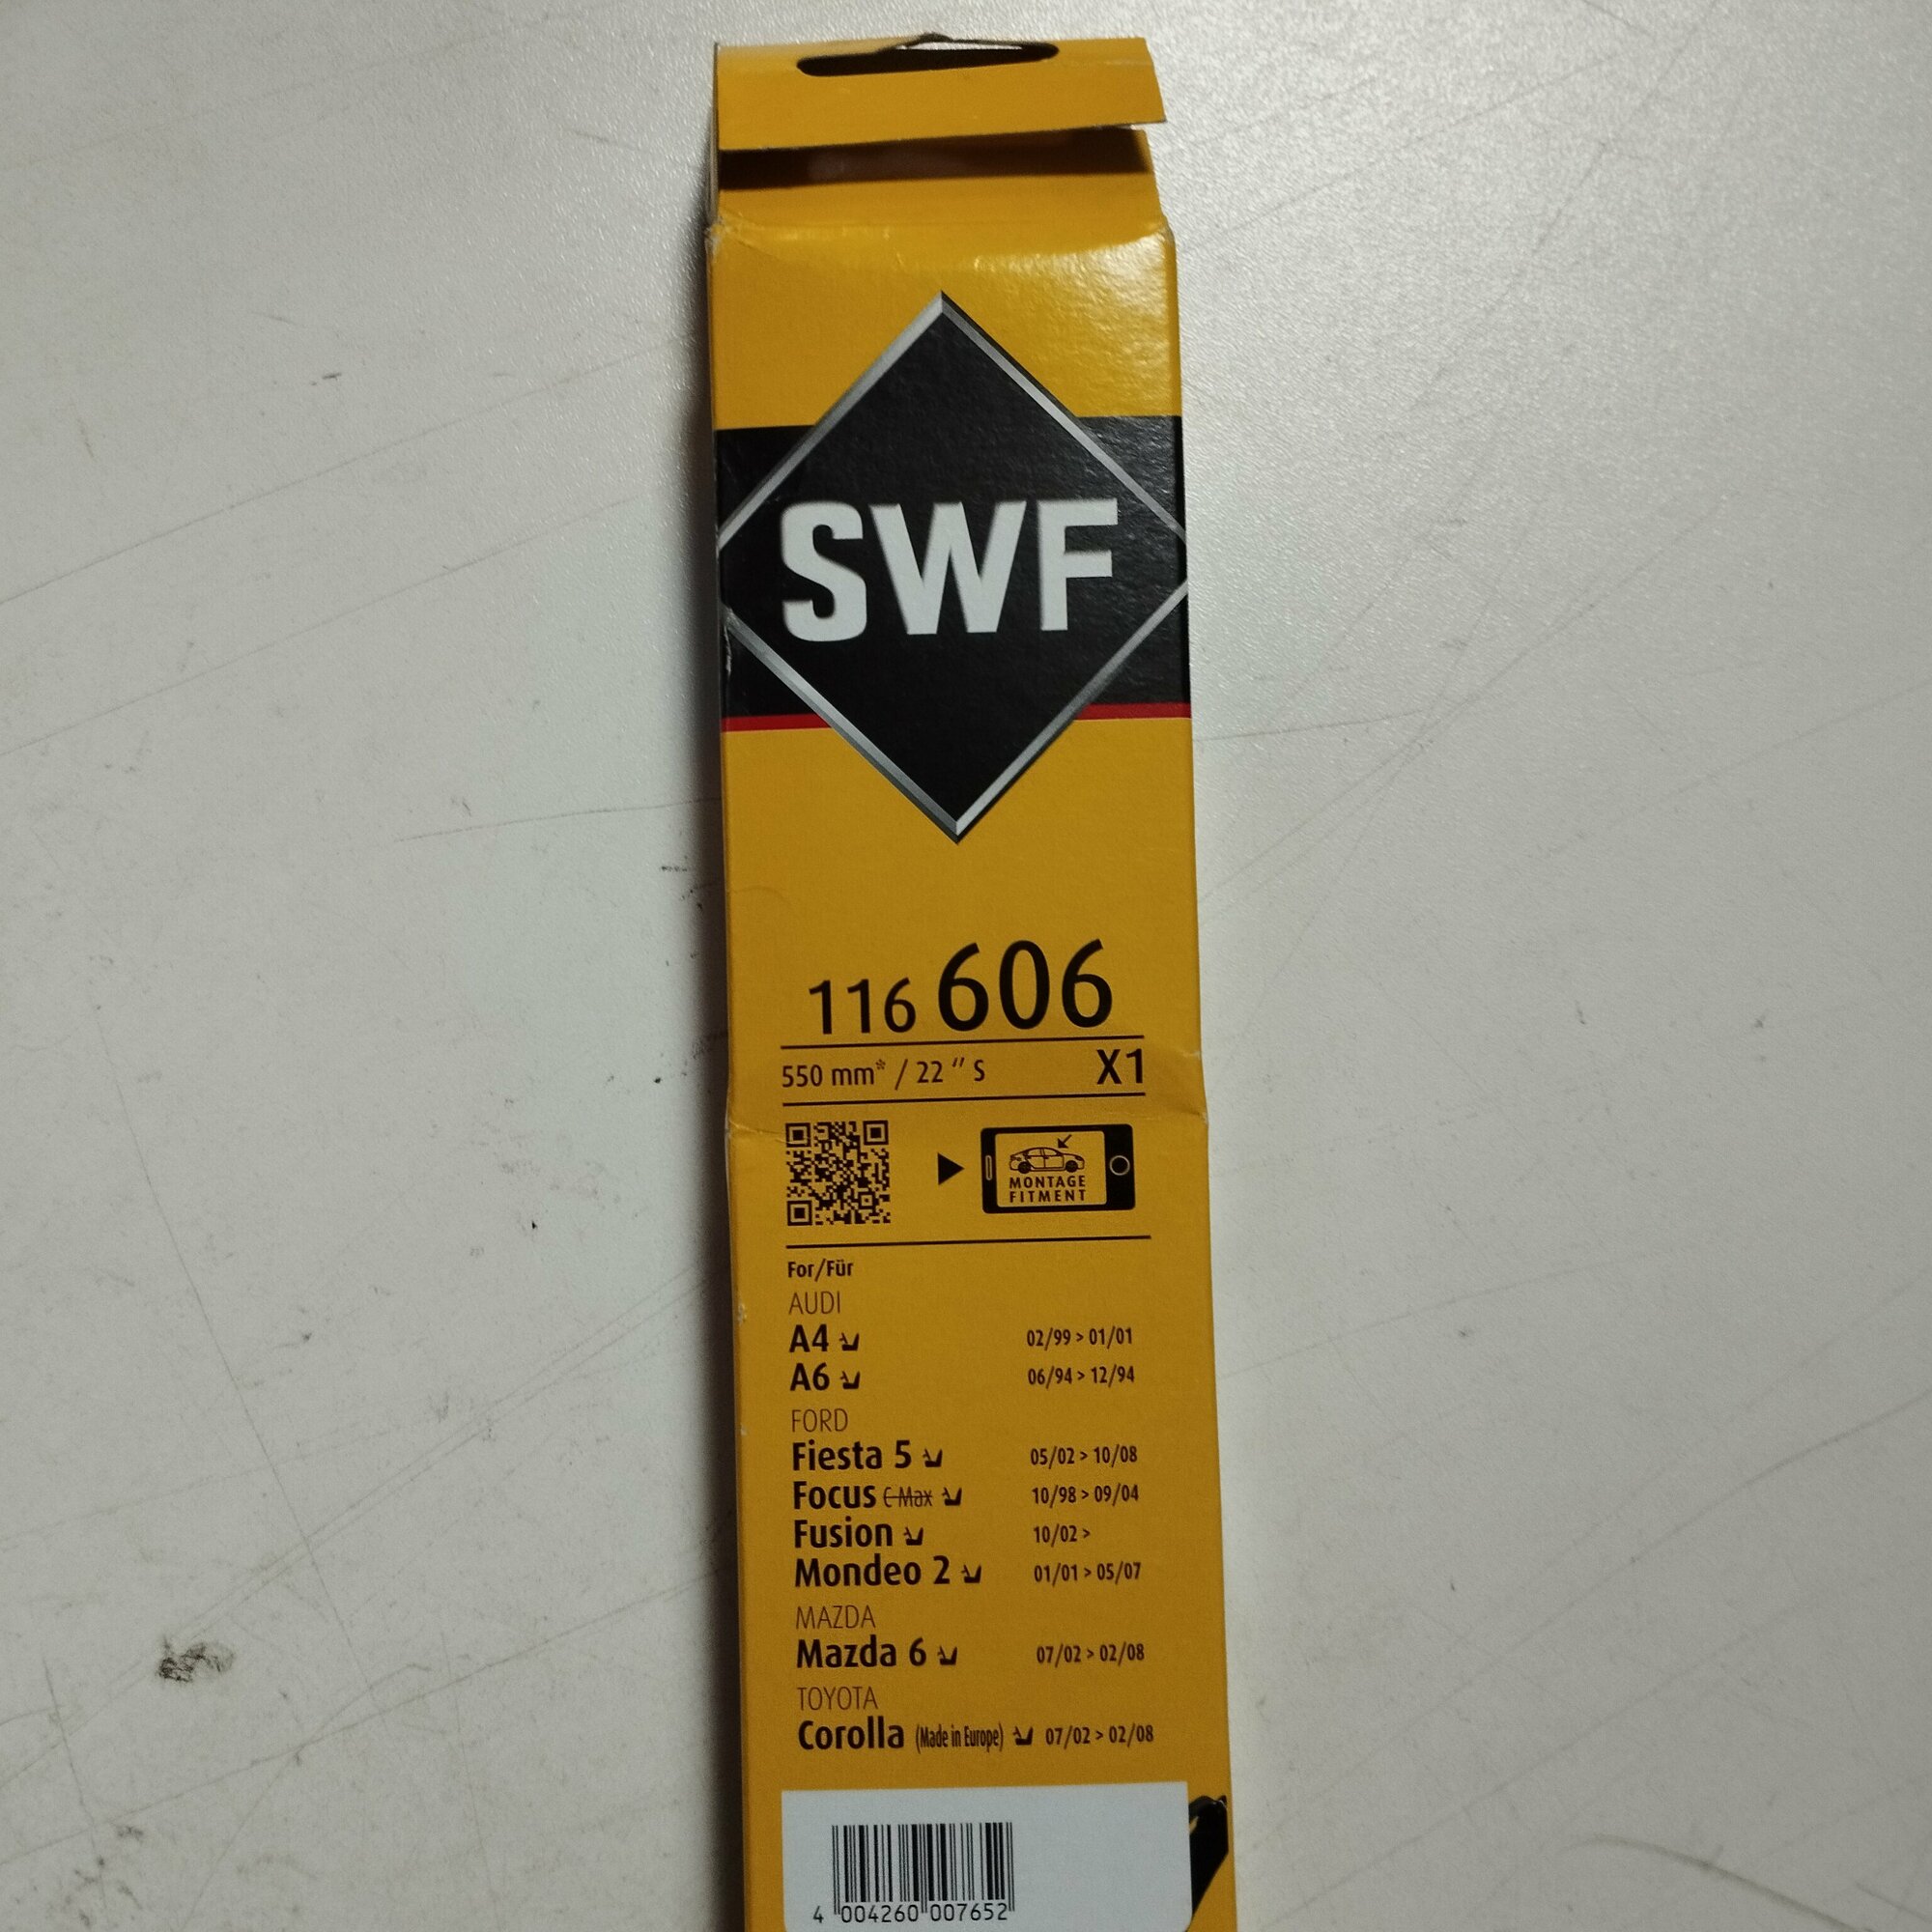 SWF
116 606
550 mm* / 22 " S X1
MONTAGE
FITMENT
For/Für
AUDI
A4 02/99 > 01/01
A6 06/94 > 12/94
FORD
Fiesta 5 05/02 > 10/08
Focus C-Max 10/98 > 09/04
Fusion 10/02 >
Mondeo 2 01/01 > 05/07
MAZDA
Mazda 6 07/02 > 02/08
TOYOTA
Corolla (Made in Europe) 07/02 > 02/08
4 004260 007652